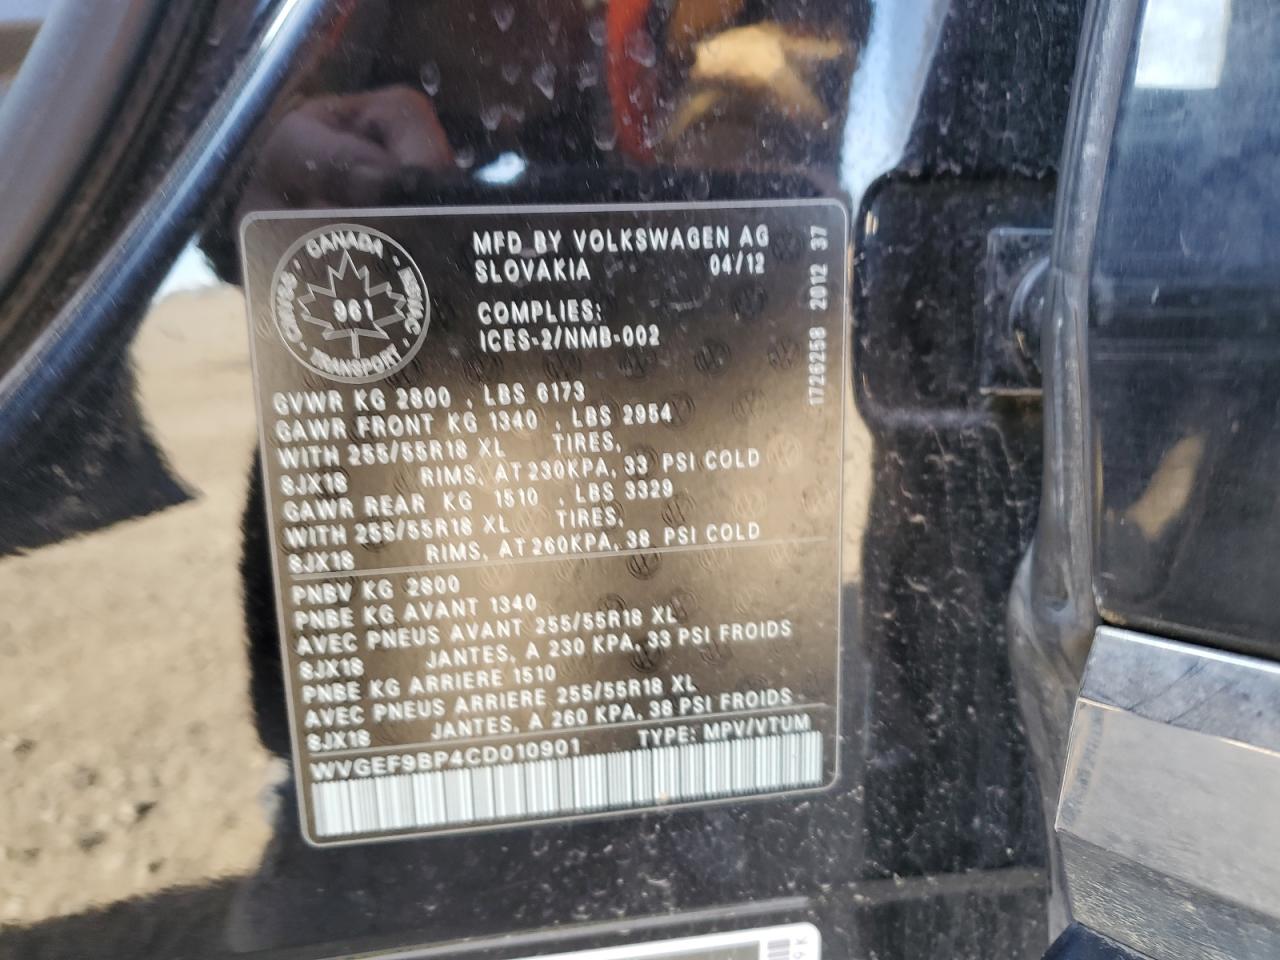 CANADA
961
TRANSPORT
MFD BY VOLKSWAGEN AG
SLOVAKIA 04/12
COMPLIES:
ICES-2/NMB-002
1726258 2012 37
GVWR KG 2800 , LBS 6173
GAWR FRONT KG 1340 , LBS 2954
WITH 255/55R18 XL TIRES,
8JX18 RIMS, AT 230KPA, 33 PSI COLD
GAWR REAR KG 1510 , LBS 3329
WITH 255/55R18 XL TIRES,
8JX18 RIMS, AT 260KPA, 38 PSI COLD
PNBV KG 2800
PNBE KG AVANT 1340
AVEC PNEUS AVANT 255/55R18 XL
8JX18 JANTES, A 230 KPA, 33 PSI FROIDS
PNBE KG ARRIERE 1510
AVEC PNEUS ARRIERE 255/55R18 XL
8JX18 JANTES, A 260 KPA, 38 PSI FROIDS
WVGEF9BP4CD010901 TYPE: MPV/VTUM